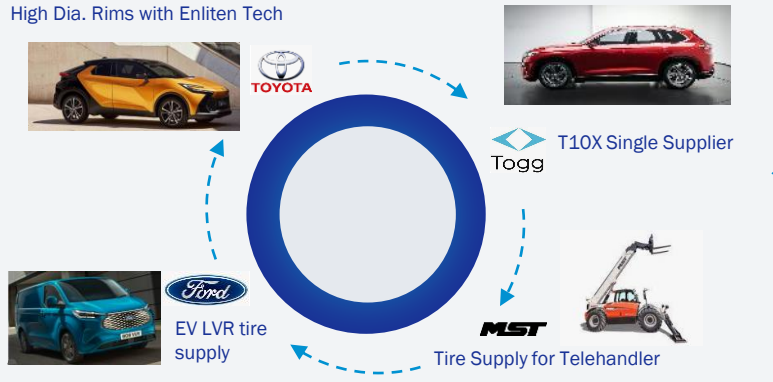 High Dia. Rims with Enliten Tech
TOYOTA
Togg
T10X Single Supplier
Ford
EV LVR tire
supply
MST
Tire Supply for Telehandler